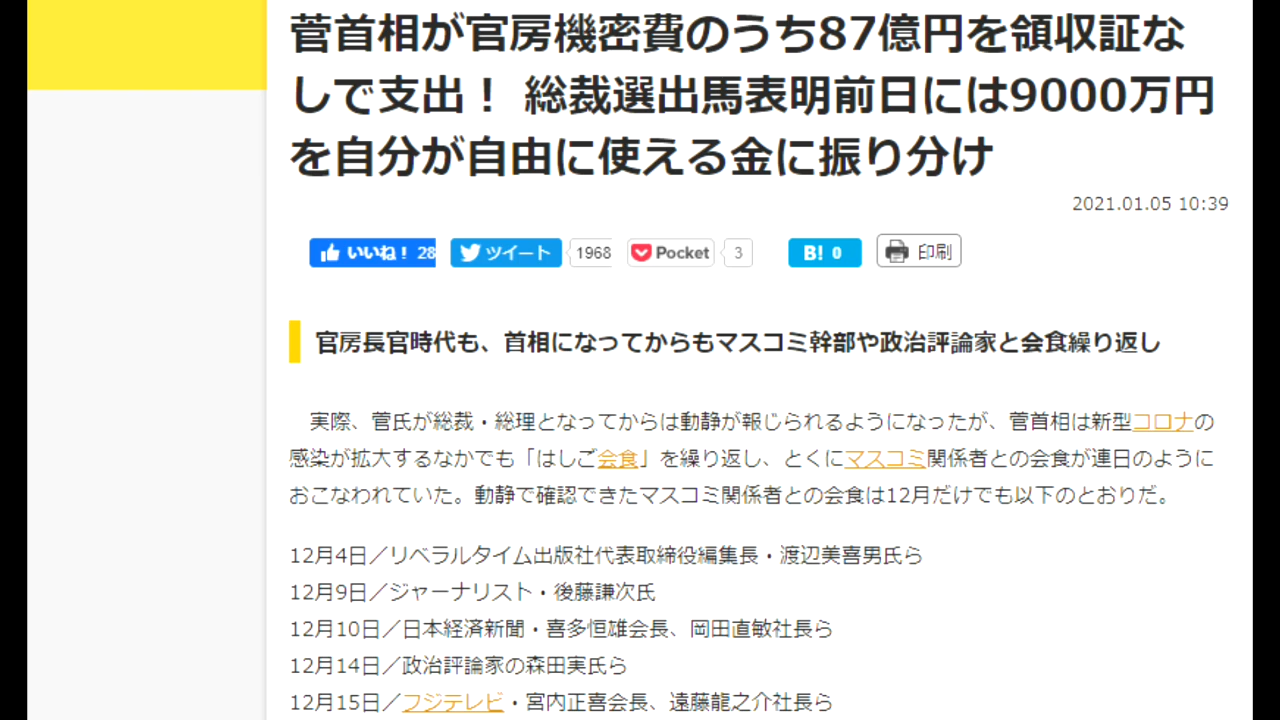 菅首相が官房機密費のうち87億円を領収証な
しで支出！ 総裁選出馬表明前日には9000万円
を自分が自由に使える金に振り分け
2021.01.05 10:39
いいね！ 28
ツイート
1968
Pocket
3
B! 0
印刷
官房長官時代も、首相になってからもマスコミ幹部や政治評論家と会食繰り返し
実際、菅氏が総裁・総理となってからは動静が報じられるようになったが、菅首相は新型コロナの
感染が拡大するなかでも「はしご会食」を繰り返し、とくにマスコミ関係者との会食が連日のように
おこなわれていた。動静で確認できたマスコミ関係者との会食は12月だけでも以下のとおりだ。
12月4日／リベラルタイム出版社代表取締役編集長・渡辺美喜男氏ら
12月9日／ジャーナリスト・後藤謙次氏
12月10日／日本経済新聞・喜多恒雄会長、岡田直敏社長ら
12月14日／政治評論家の森田実氏ら
12月15日／フジテレビ・宮内正喜会長、遠藤龍之介社長ら